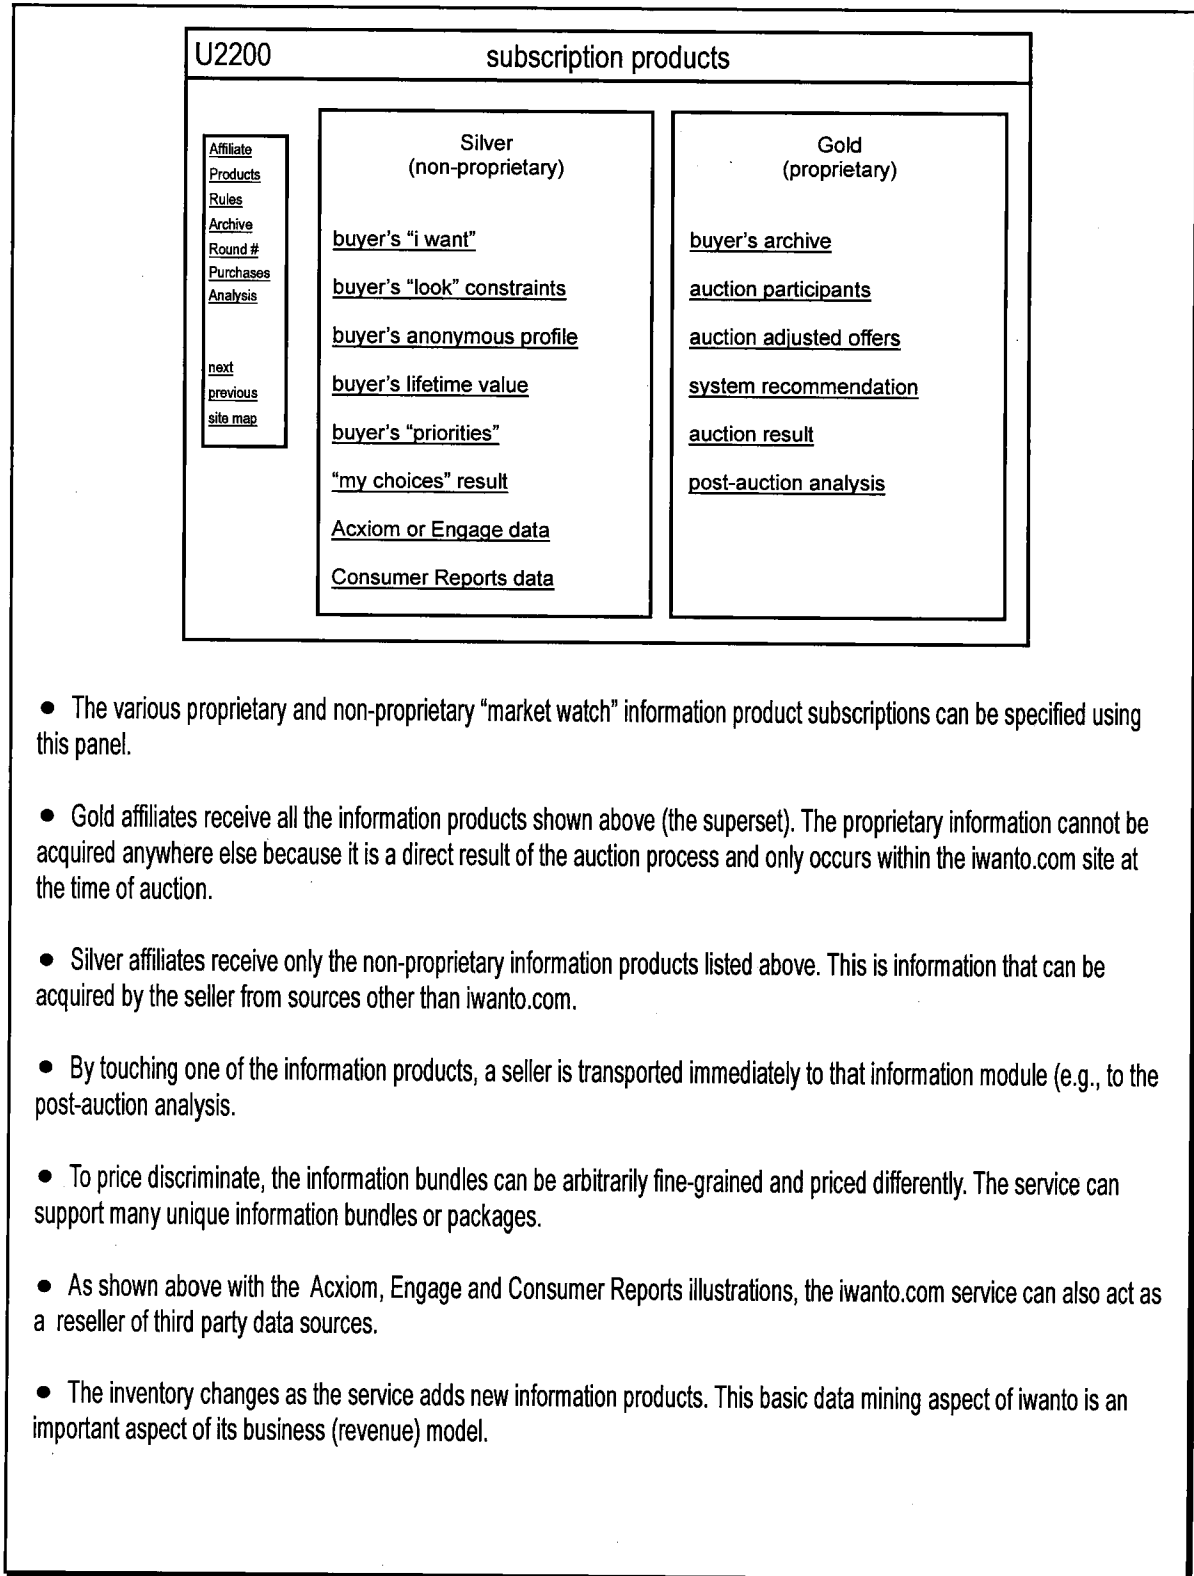 U2200 subscription products
Affiliate
Products
Rules
Archive
Round #
Purchases
Analysis
next
previous
site map
Silver
(non-proprietary)
buyer's “i want”
buyer's “look” constraints
buyer's anonymous profile
buyer's lifetime value
buyer's “priorities”
“my choices” result
Acxiom or Engage data
Consumer Reports data
Gold
(proprietary)
buyer's archive
auction participants
auction adjusted offers
system recommendation
auction result
post-auction analysis
● The various proprietary and non-proprietary “market watch” information product subscriptions can be specified using
this panel.
● Gold affiliates receive all the information products shown above (the superset). The proprietary information cannot be
acquired anywhere else because it is a direct result of the auction process and only occurs within the iwanto.com site at
the time of auction.
● Silver affiliates receive only the non-proprietary information products listed above. This is information that can be
acquired by the seller from sources other than iwanto.com.
● By touching one of the information products, a seller is transported immediately to that information module (e.g., to the
post-auction analysis.
● To price discriminate, the information bundles can be arbitrarily fine-grained and priced differently. The service can
support many unique information bundles or packages.
● As shown above with the Acxiom, Engage and Consumer Reports illustrations, the iwanto.com service can also act as
a reseller of third party data sources.
● The inventory changes as the service adds new information products. This basic data mining aspect of iwanto is an
important aspect of its business (revenue) model.